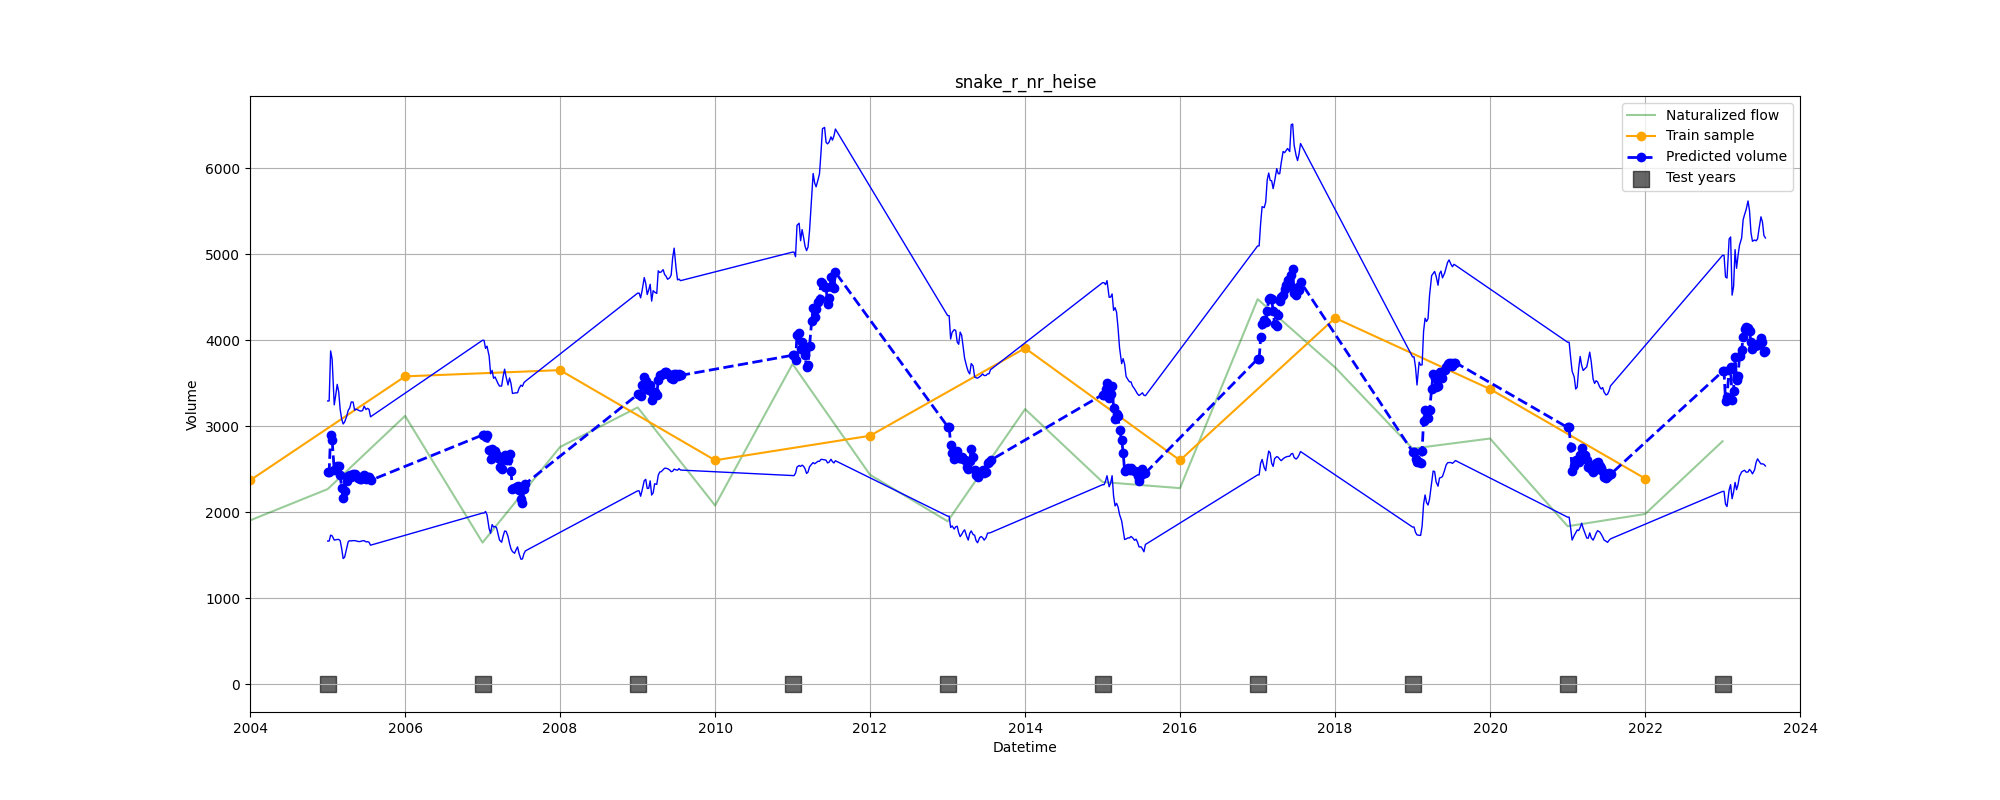 snake_r_nr_heise
Naturalized flow
Train sample
Predicted volume
Test years
6000
5000
4000
3000
2000
1000
0
Volume
2004 2006 2008 2010 2012 2014 2016 2018 2020 2022 2024
Datetime